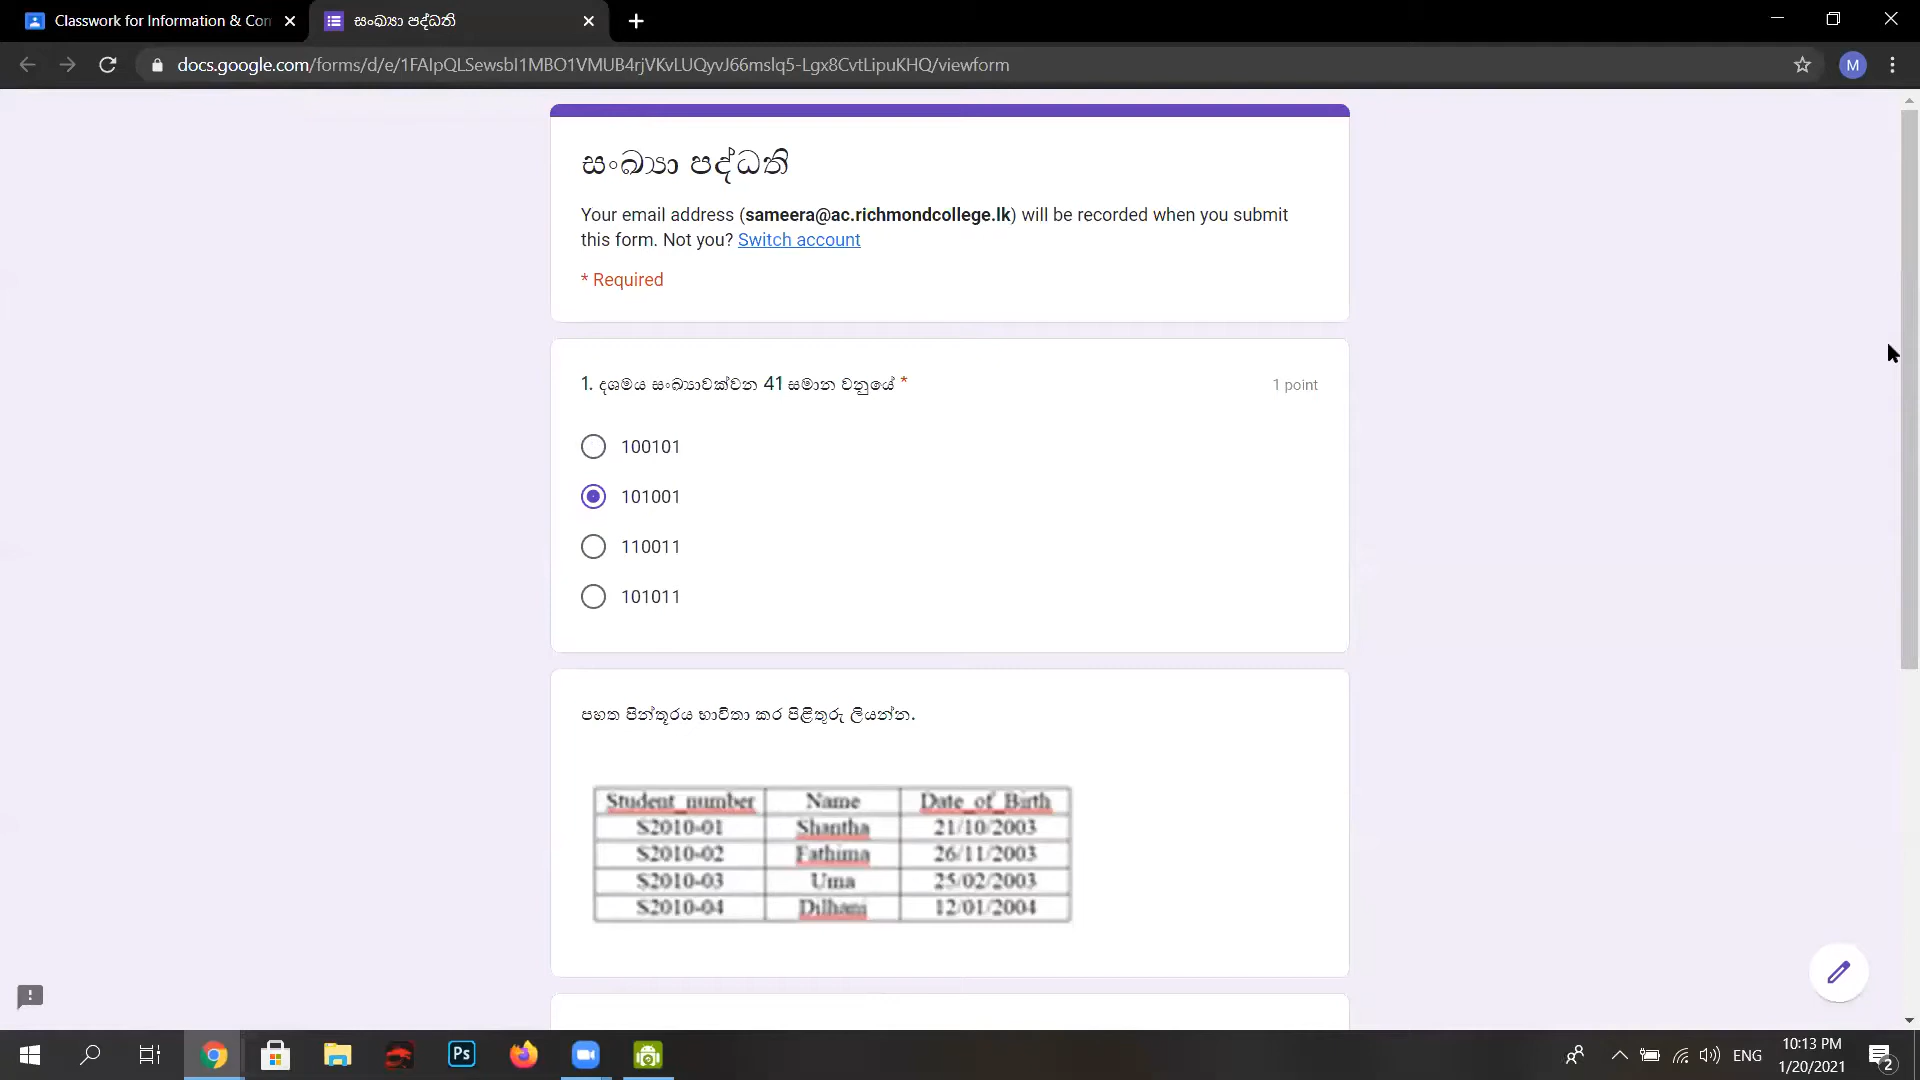 Classwork for Information & Con
සංඛ්‍යා පද්ධති
docs.google.com/forms/d/e/1FAIpQLSewsbI1MBO1VMUB4rjVKvLUQyvJ66mslq5-Lgx8CvtLipuKHQ/viewform
M
සංඛ්‍යා පද්ධති
Your email address (sameera@ac.richmondcollege.lk) will be recorded when you submit
this form. Not you? Switch account
* Required
1. දශමය සංඛ්‍යාවක්වන 41 සමාන වනුයේ *
1 point
100101
101001
110011
101011
පහත පින්තූරය භාවිතා කර පිළිතුරු ලියන්න.
Student_number Name Date_of_Birth
S2010-01 Shantha 21/10/2003
S2010-02 Fathima 26/11/2003
S2010-03 Uma 25/02/2003
S2010-04 Dilhani 12/01/2004
Ps
ENG
10:13 PM
1/20/2021
2